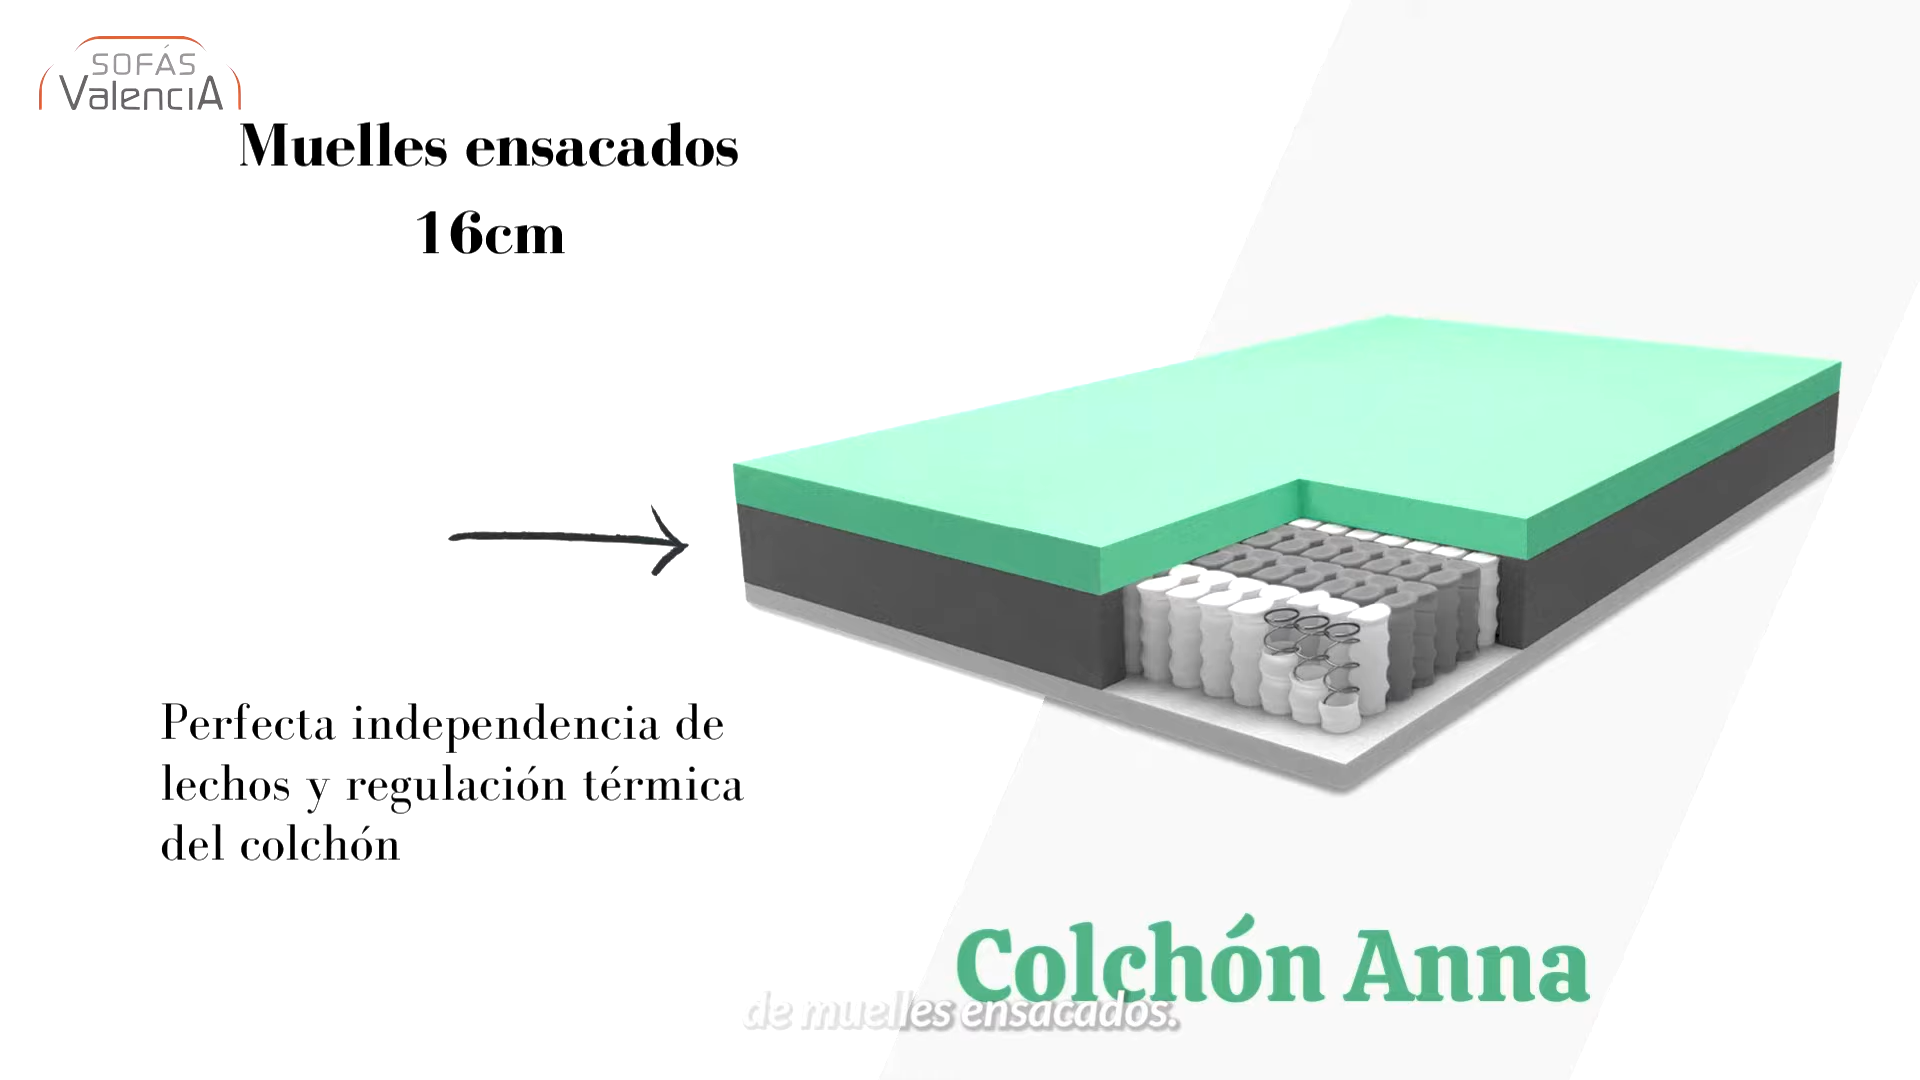 SOFÁS
ValenciA
Muelles ensacados
16cm
Perfecta independencia de
lechos y regulación térmica
del colchón
Colchón Anna
de muelles ensacados.